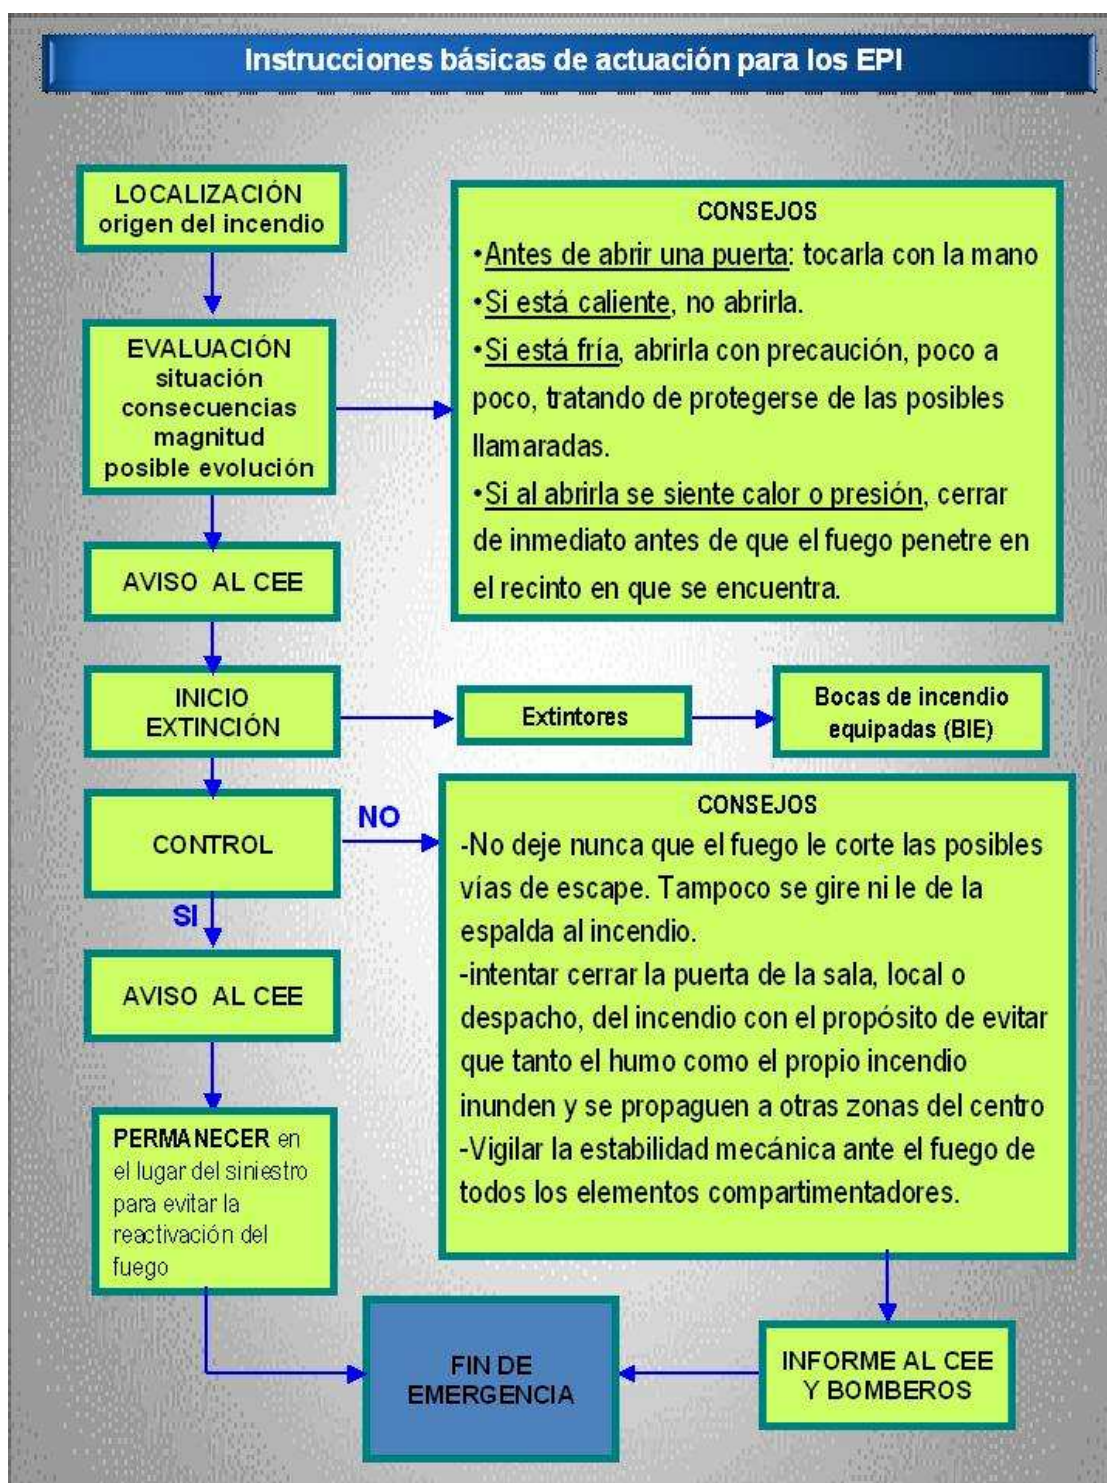 Instrucciones básicas de actuación para los EPI
LOCALIZACIÓN
origen del incendio
EVALUACIÓN
situación
consecuencias
magnitud
posible evolución
CONSEJOS
•Antes de abrir una puerta: tocarla con la mano
•Si está caliente, no abrirla.
•Si está fría, abrirla con precaución, poco a
poco, tratando de protegerse de las posibles
llamaradas.
•Si al abrirla se siente calor o presión, cerrar
de inmediato antes de que el fuego penetre en
el recinto en que se encuentra.
AVISO AL CEE
INICIO
EXTINCIÓN
Extintores
Bocas de incendio
equipadas (BIE)
CONTROL
NO
SI
CONSEJOS
-No deje nunca que el fuego le corte las posibles
vías de escape. Tampoco se gire ni le de la
espalda al incendio.
-intentar cerrar la puerta de la sala, local o
despacho, del incendio con el propósito de evitar
que tanto el humo como el propio incendio
inunden y se propaguen a otras zonas del centro
-Vigilar la estabilidad mecánica ante el fuego de
todos los elementos compartimentadores.
AVISO AL CEE
PERMANECER en
el lugar del siniestro
para evitar la
reactivación del
fuego
FIN DE
EMERGENCIA
INFORME AL CEE
Y BOMBEROS